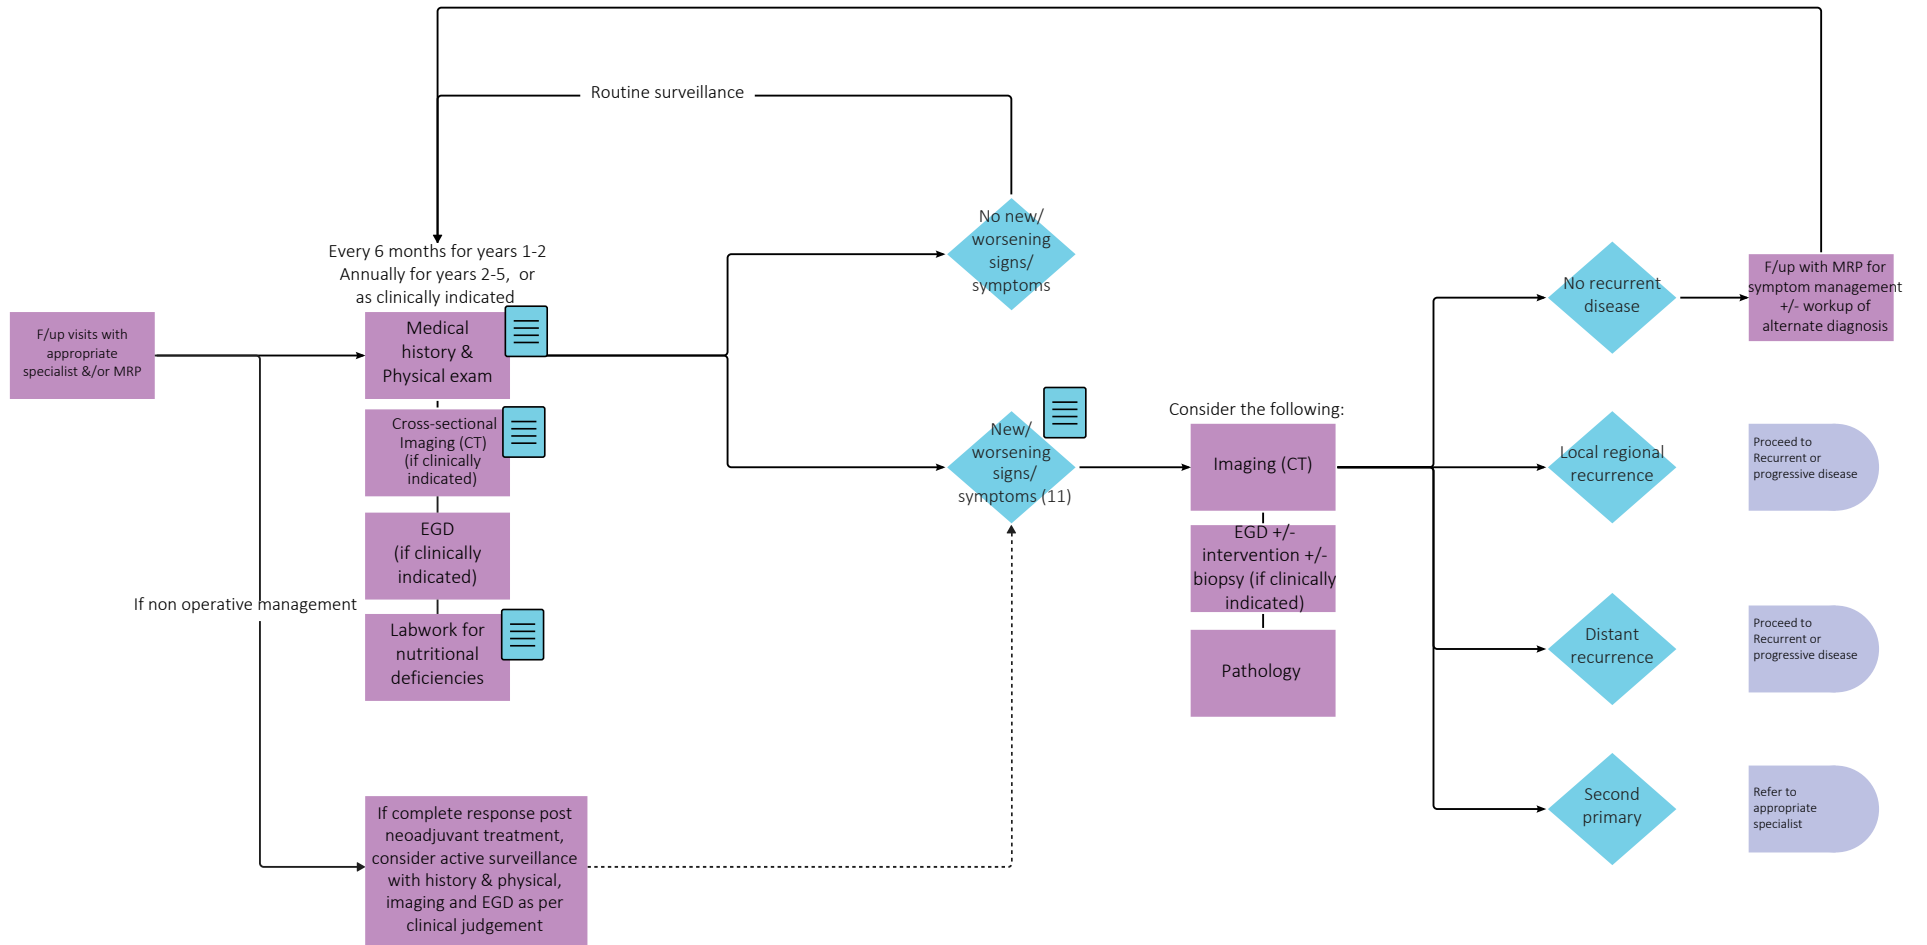 Routine surveillance
Every 6 months for years 1-2
Annually for years 2-5, or
as clinically indicated
F/up visits with
appropriate
specialist &/or MRP
Medical
history &
Physical exam
Cross-sectional
Imaging (CT)
(if clinically
indicated)
EGD
(if clinically
indicated)
Labwork for
nutritional
deficiencies
If non operative management
If complete response post
neoadjuvant treatment,
consider active surveillance
with history & physical,
imaging and EGD as per
clinical judgement
No new/
worsening
signs/
symptoms
New/
worsening
signs/
symptoms (11)
Consider the following:
Imaging (CT)
EGD +/-
intervention +/-
biopsy (if clinically
indicated)
Pathology
No recurrent
disease
F/up with MRP for
symptom management
+/- workup of
alternate diagnosis
Local regional
recurrence
Proceed to
Recurrent or
progressive disease
Distant
recurrence
Proceed to
Recurrent or
progressive disease
Second
primary
Refer to
appropriate
specialist